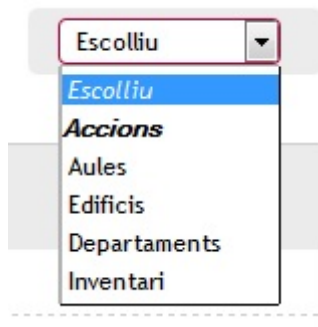 Escolliu
Escolliu
Accions
Aules
Edificis
Departaments
Inventari